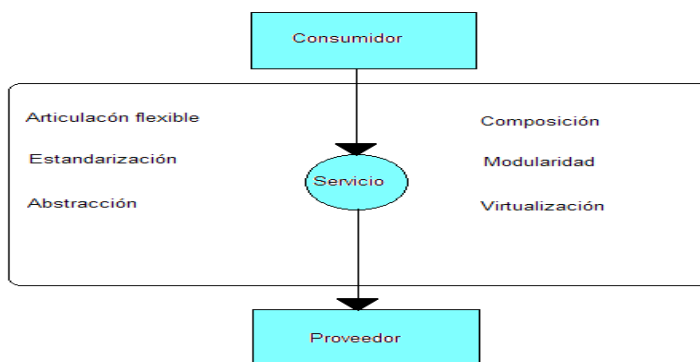 Consumidor
Articulacón flexible
Composición
Estandarización
Modularidad
Servicio
Abstracción
Virtualización
Proveedor